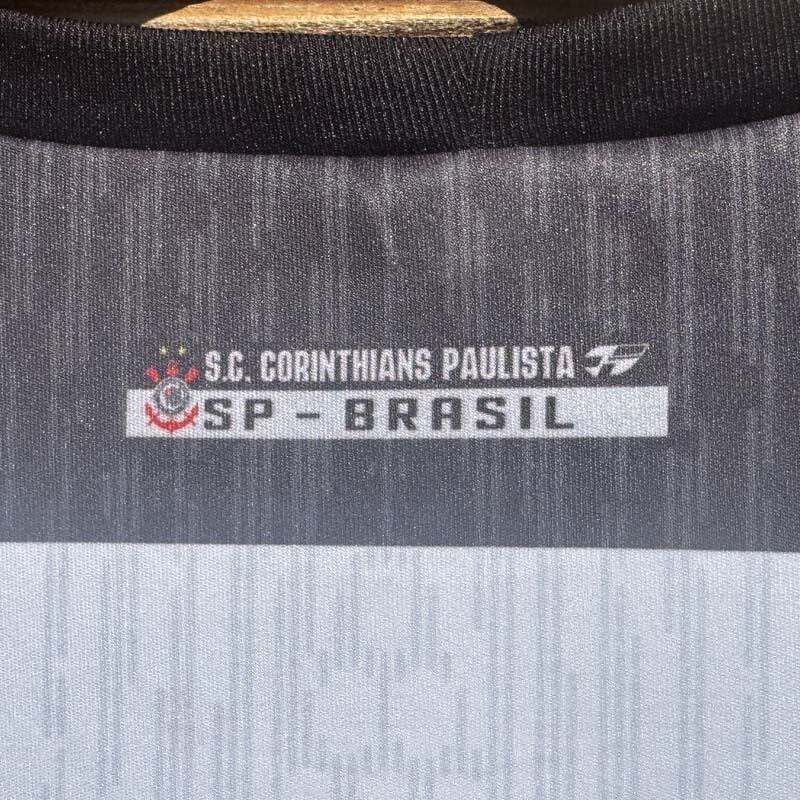 S.C. CORINTHIANS PAULISTA
SP - BRASIL